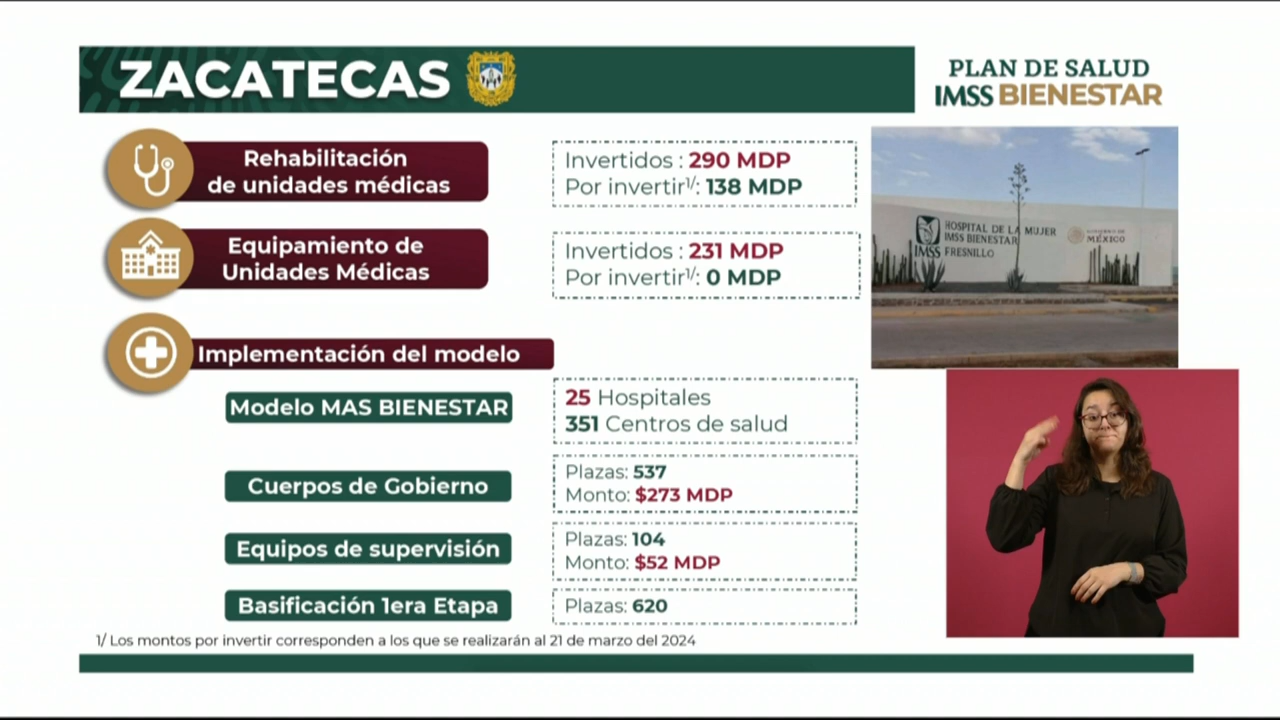 ZACATECAS
PLAN DE SALUD
IMSS BIENESTAR
Rehabilitación
de unidades médicas
Invertidos : 290 MDP
Por invertir1/: 138 MDP
Equipamiento de
Unidades Médicas
Invertidos: 231 MDP
Por invertir1/: 0 MDP
HOSPITAL DE LA MUJER
IMSS BIENESTAR
IMSS FRESNILLO
GOBIERNO DE
MÉXICO
Implementación del modelo
Modelo MAS BIENESTAR
25 Hospitales
351 Centros de salud
Cuerpos de Gobierno
Plazas: 537
Monto: $273 MDP
Equipos de supervisión
Plazas: 104
Monto: $52 MDP
Basificación 1era Etapa
Plazas: 620
1/ Los montos por invertir corresponden a los que se realizarán al 21 de marzo del 2024